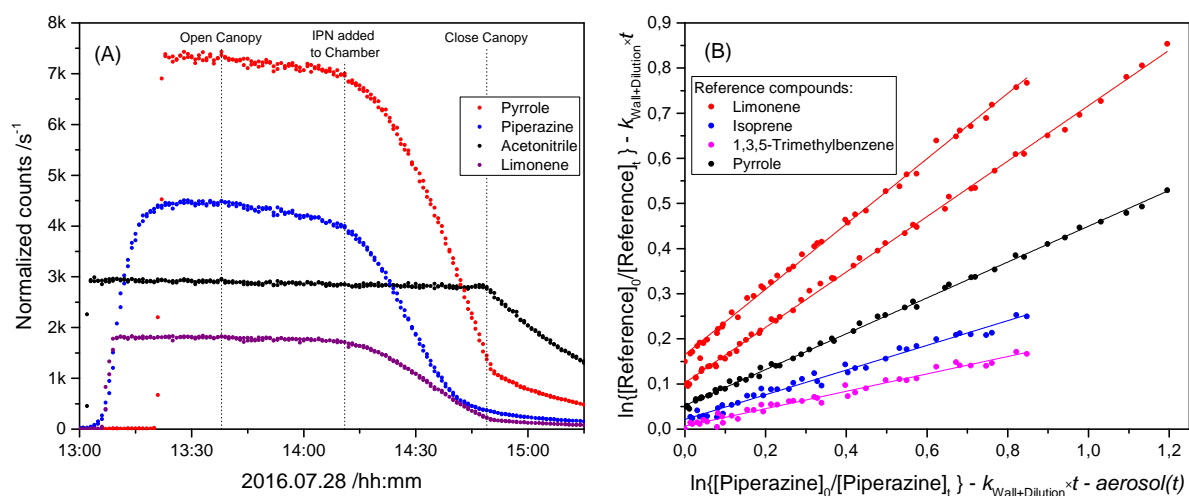 (A)
Open Canopy
IPN added
to Chamber
Close Canopy
Pyrrole
Piperazine
Acetonitrile
Limonene
8k
7k
6k
5k
4k
3k
2k
1k
0
Normalized counts /s⁻¹
13:00 13:30 14:00 14:30 15:00
2016.07.28 /hh:mm
(B)
Reference compounds:
Limonene
Isoprene
1,3,5-Trimethylbenzene
Pyrrole
0,9
0,8
0,7
0,6
0,5
0,4
0,3
0,2
0,1
0,0
ln{[Reference]₀/[Reference]ₜ } - k_Wall+Dilution×t
0,0 0,2 0,4 0,6 0,8 1,0 1,2
ln{[Piperazine]₀/[Piperazine]ₜ } - k_Wall+Dilution×t - aerosol(t)